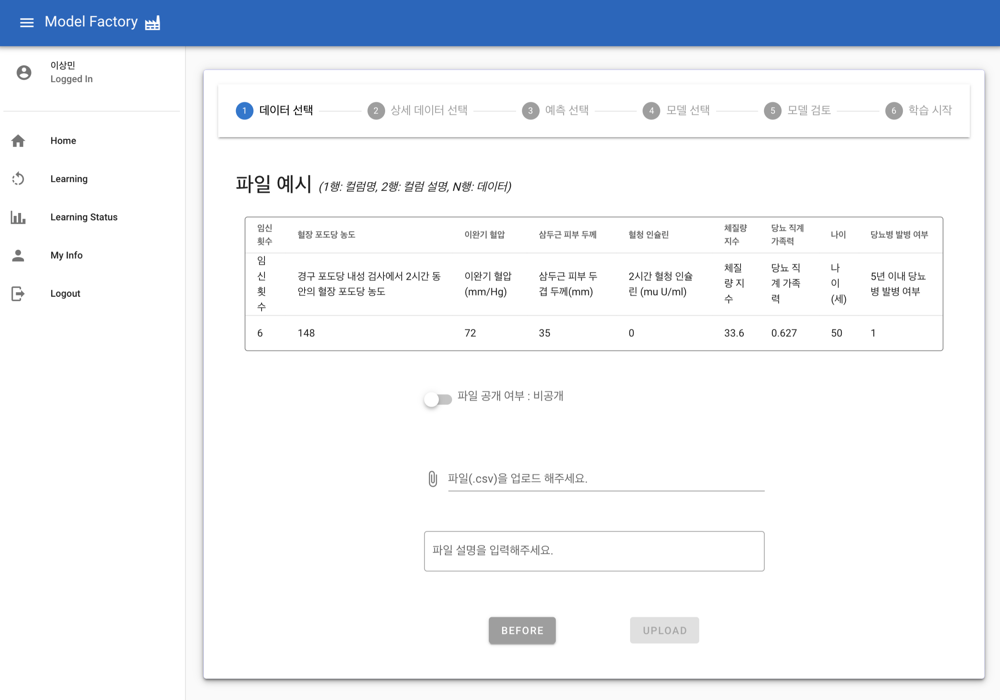 Model Factory
이상민
Logged In
Home
Learning
Learning Status
My Info
Logout
1 데이터 선택 2 상세 데이터 선택 3 예측 선택 4 모델 선택 5 모델 검토 6 학습 시작
파일 예시 (1행: 컬럼명, 2행: 컬럼 설명, N행: 데이터)
임신
횟수
혈장 포도당 농도
이완기 혈압
삼두근 피부 두께
혈청 인슐린
체질량
지수
당뇨 직계
가족력
나이
당뇨병 발병 여부
임
신
횟
수
경구 포도당 내성 검사에서 2시간 동
안의 혈장 포도당 농도
이완기 혈압
(mm/Hg)
삼두근 피부 두
겹 두께(mm)
2시간 혈청 인슐
린 (mu U/ml)
체질
량 지
수
당뇨 직
계 가족
력
나
이
(세)
5년 이내 당뇨
병 발병 여부
6 148 72 35 0 33.6 0.627 50 1
파일 공개 여부 : 비공개
파일(.csv)을 업로드 해주세요.
파일 설명을 입력해주세요.
BEFORE UPLOAD